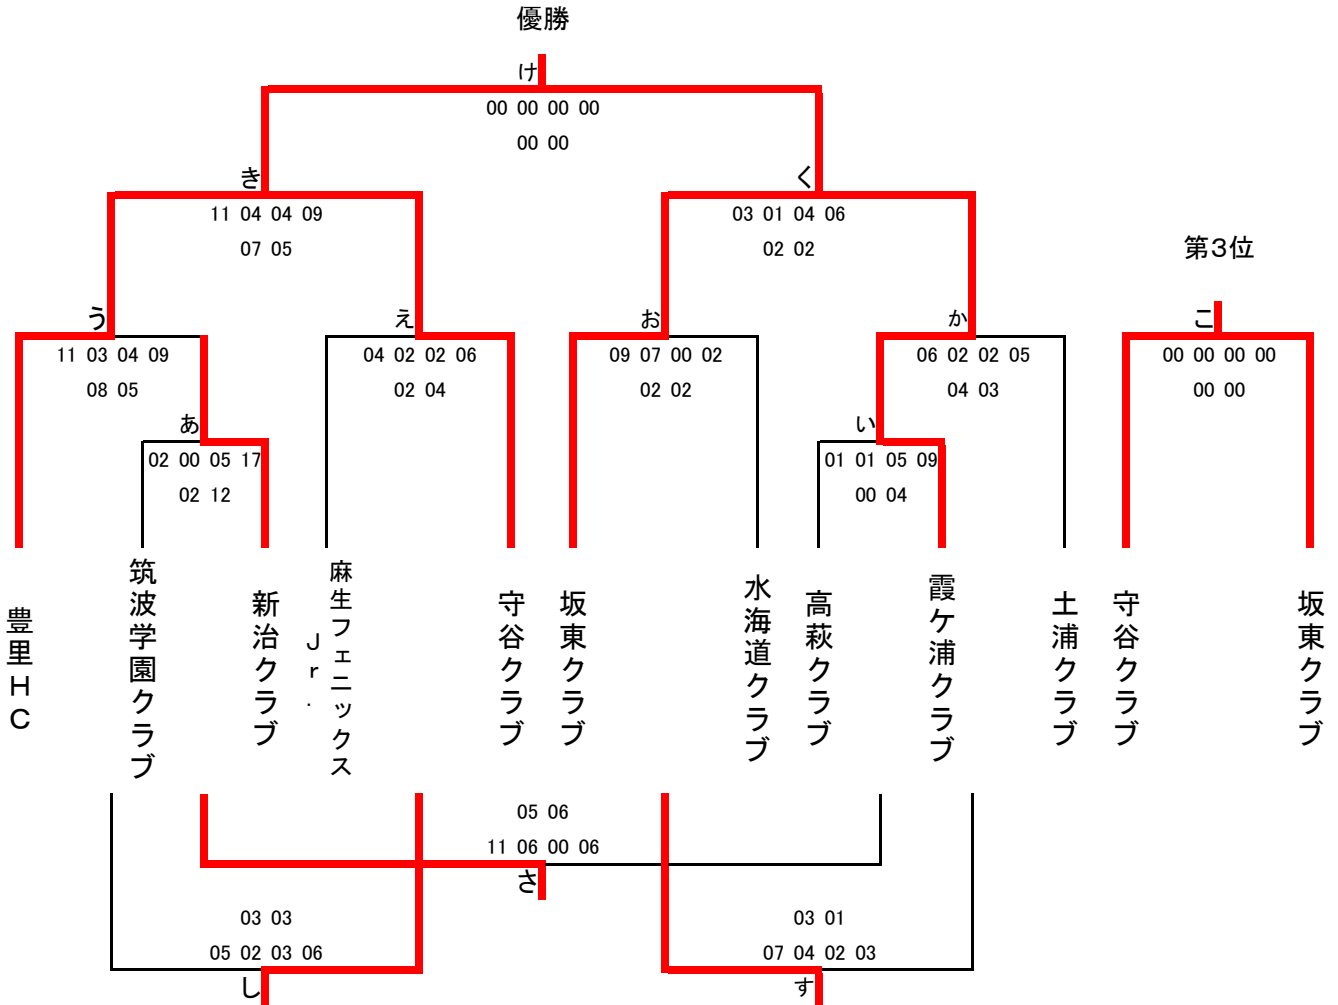 優勝
け
00 00 00 00
00 00
き
く
11 04 04 09
03 01 04 06
07 05
02 02
第3位
う
え
お
か
こ
11 03 04 09
04 02 02 06
09 07 00 02
06 02 02 05
00 00 00 00
08 05
02 04
02 02
04 03
00 00
あ
い
02 00 05 17
01 01 05 09
02 12
00 04
豊里HC
筑波学園クラブ
新治クラブ
麻生フェニックス
Jr.
守谷クラブ
坂東クラブ
水海道クラブ
高萩クラブ
霞ケ浦クラブ
土浦クラブ
守谷クラブ
坂東クラブ
05 06
11 06 00 06
さ
03 03
03 01
05 02 03 06
07 04 02 03
し
す